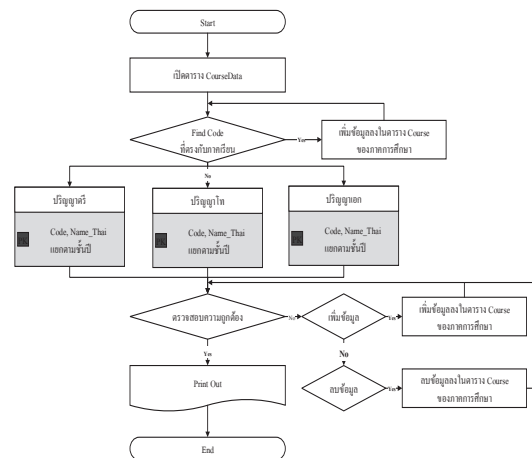 Start
เปิดตาราง CourseData
Find Code
ที่ตรงกับภาคเรียน
Yes
เพิ่มข้อมูลลงในตาราง Course
ของภาคการศึกษา
No
ปริญญาตรี
ปริญญาโท
ปริญญาเอก
Code, Name_Thai
แยกตามชั้นปี
Code, Name_Thai
แยกตามชั้นปี
Code, Name_Thai
แยกตามชั้นปี
ตรวจสอบความถูกต้อง
No
เพิ่มข้อมูล
Yes
เพิ่มข้อมูลลงในตาราง Course
ของภาคการศึกษา
Yes
No
Print Out
ลบข้อมูล
Yes
ลบข้อมูลลงในตาราง Course
ของภาคการศึกษา
End